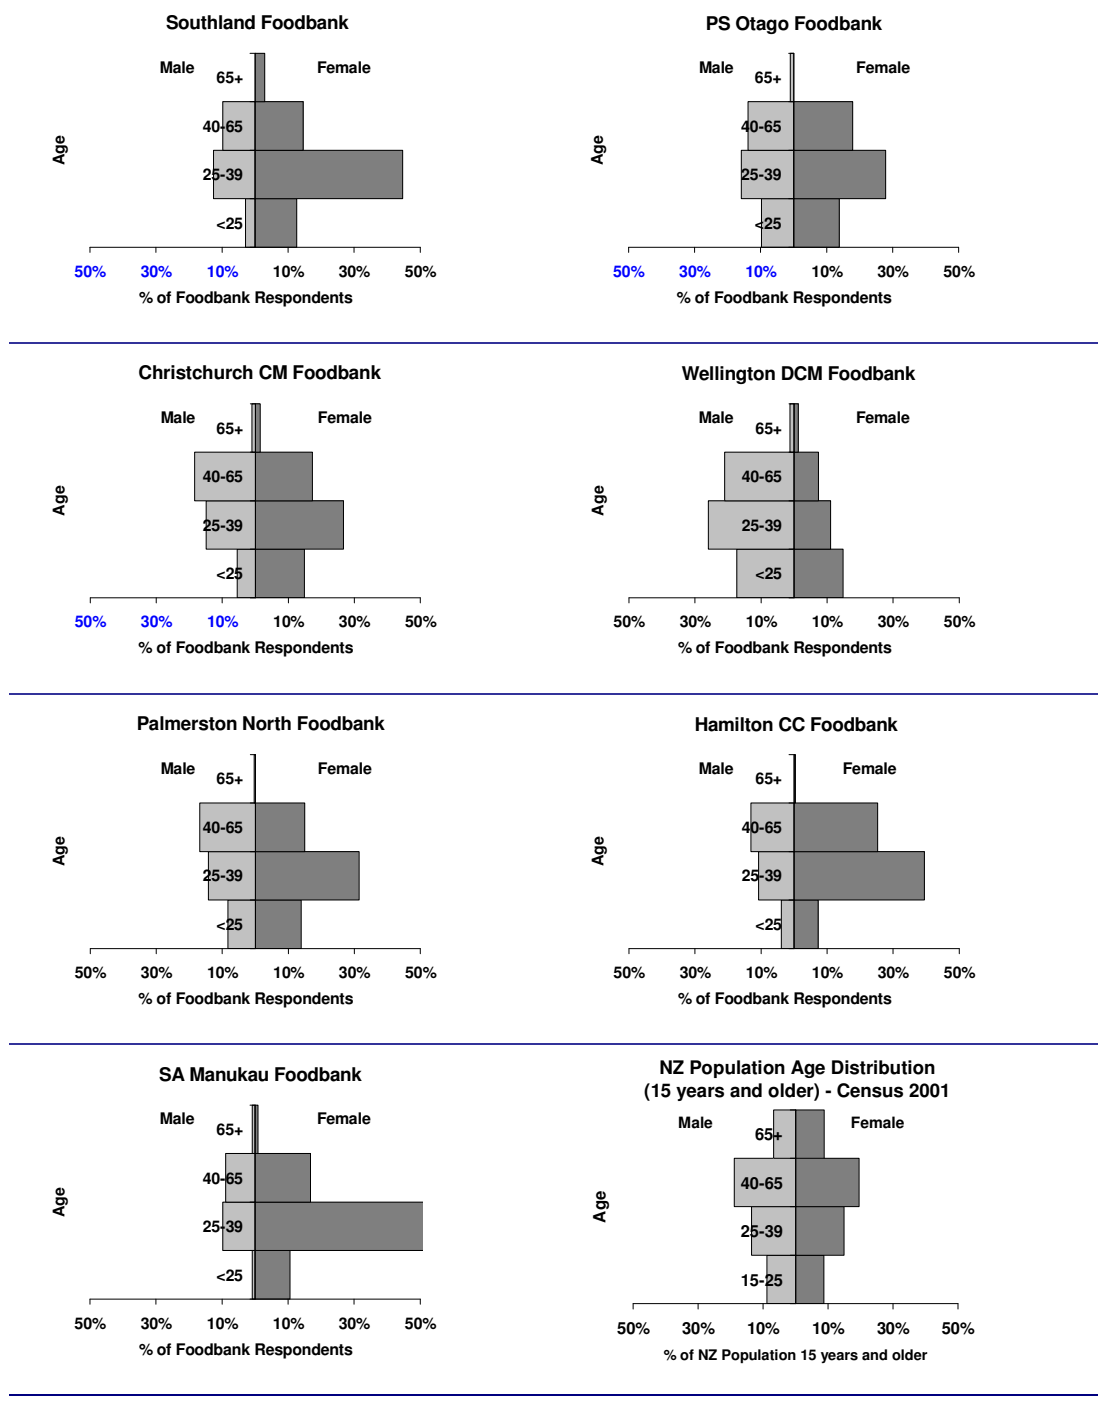 Southland Foodbank
Male
Female
65+
40-65
25-39
<25
Age
50% 30% 10% 10% 30% 50%
% of Foodbank Respondents
PS Otago Foodbank
Male
Female
65+
40-65
25-39
<25
Age
50% 30% 10% 10% 30% 50%
% of Foodbank Respondents
Christchurch CM Foodbank
Male
Female
65+
40-65
25-39
<25
Age
50% 30% 10% 10% 30% 50%
% of Foodbank Respondents
Wellington DCM Foodbank
Male
Female
65+
40-65
25-39
<25
Age
50% 30% 10% 10% 30% 50%
% of Foodbank Respondents
Palmerston North Foodbank
Male
Female
65+
40-65
25-39
<25
Age
50% 30% 10% 10% 30% 50%
% of Foodbank Respondents
Hamilton CC Foodbank
Male
Female
65+
40-65
25-39
<25
Age
50% 30% 10% 10% 30% 50%
% of Foodbank Respondents
SA Manukau Foodbank
Male
Female
65+
40-65
25-39
<25
Age
50% 30% 10% 10% 30% 50%
% of Foodbank Respondents
NZ Population Age Distribution
(15 years and older) - Census 2001
Male
Female
65+
40-65
25-39
15-25
Age
50% 30% 10% 10% 30% 50%
% of NZ Population 15 years and older